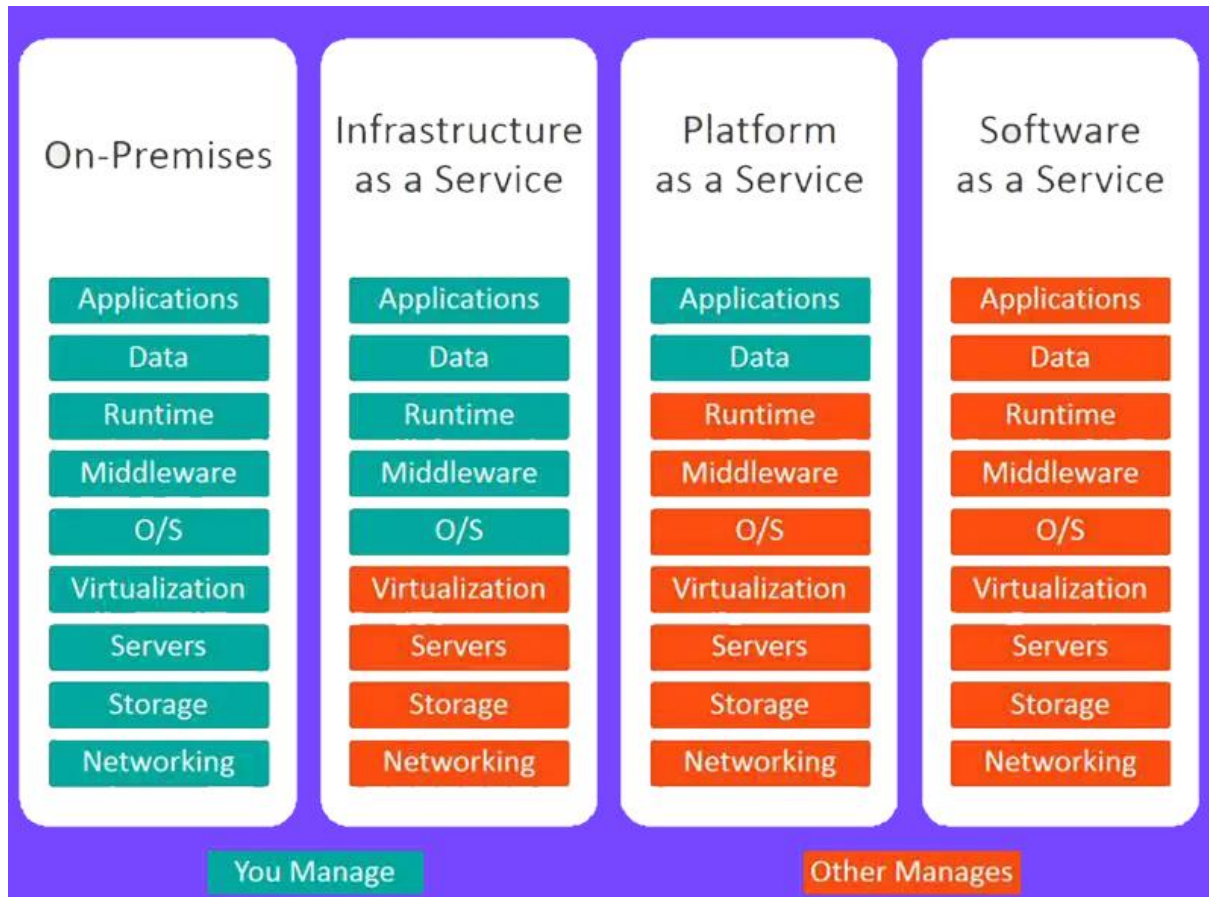 On-Premises
Applications
Data
Runtime
Middleware
O/S
Virtualization
Servers
Storage
Networking
Infrastructure
as a Service
Applications
Data
Runtime
Middleware
O/S
Virtualization
Servers
Storage
Networking
Platform
as a Service
Applications
Data
Runtime
Middleware
O/S
Virtualization
Servers
Storage
Networking
Software
as a Service
Applications
Data
Runtime
Middleware
O/S
Virtualization
Servers
Storage
Networking
You Manage
Other Manages